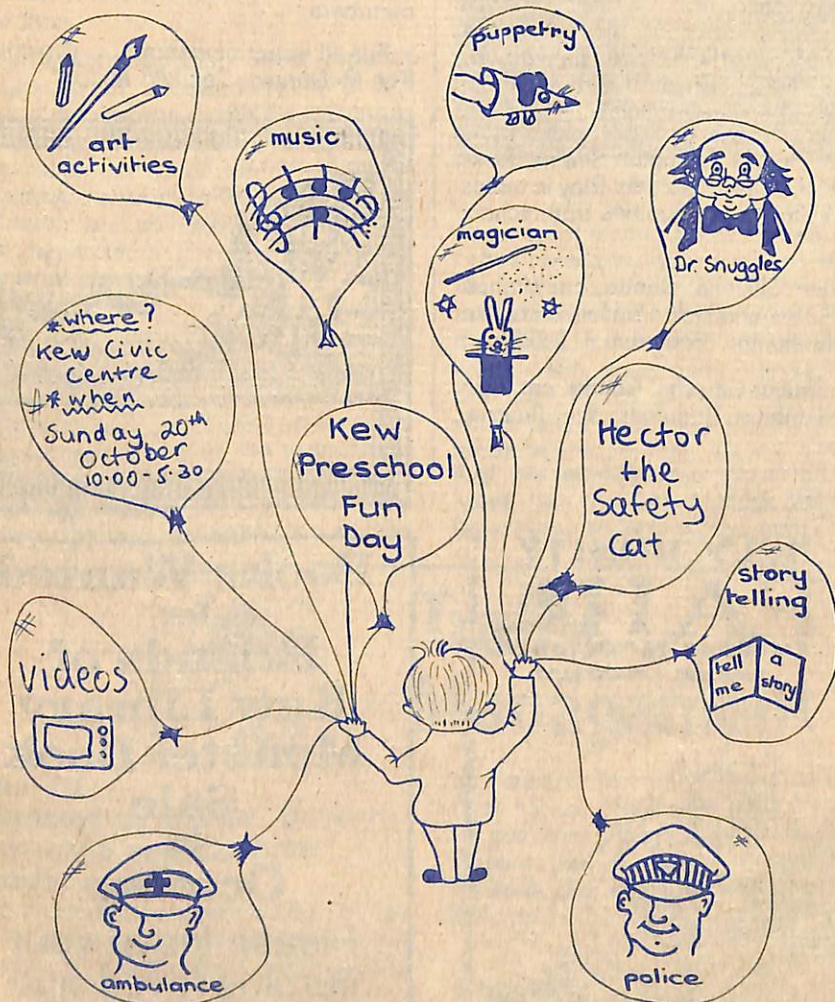 puppetry
art
activities
music
magician
Dr. Snuggles
*where?
Kew Civic
Centre
*when
Sunday 20th
October
10.00-5.30
Kew
Preschool
Fun
Day
Hector
the
Safety
Cat
story
telling
tell
me
a
story
videos
ambulance
police